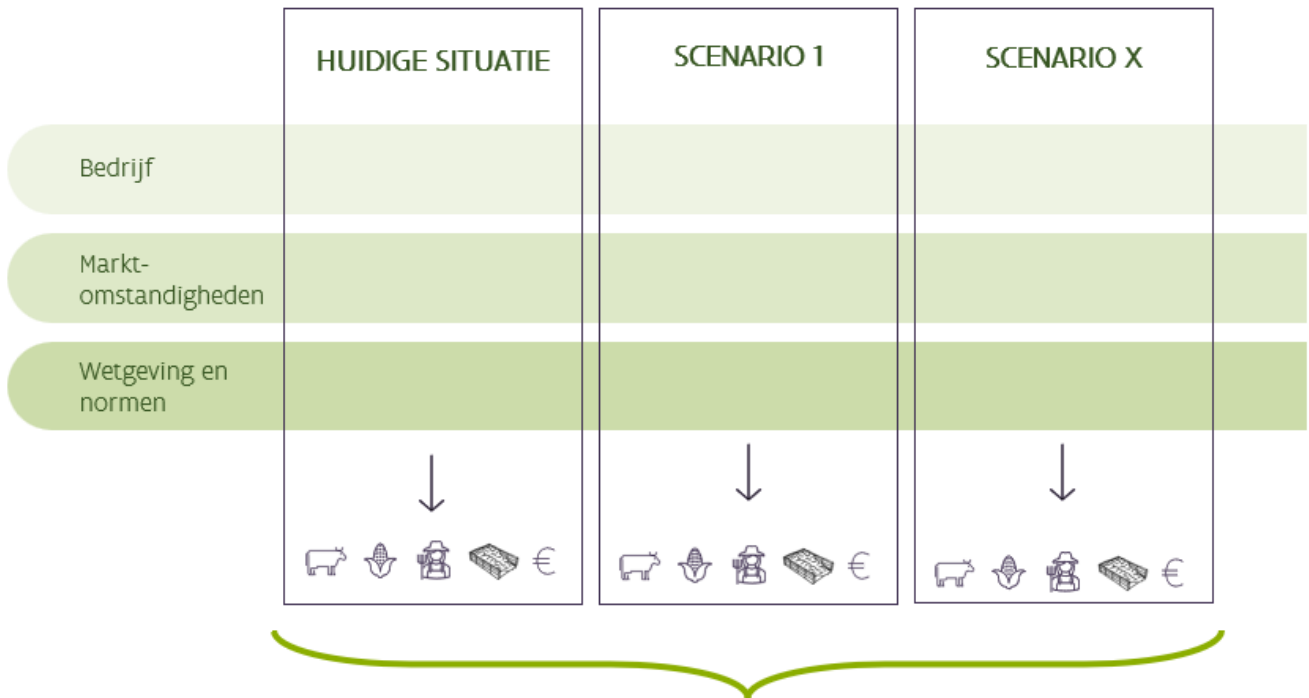 HUIDIGE SITUATIE
SCENARIO 1
SCENARIO X
Bedrijf
Markt-
omstandigheden
Wetgeving en
normen
€
€
€